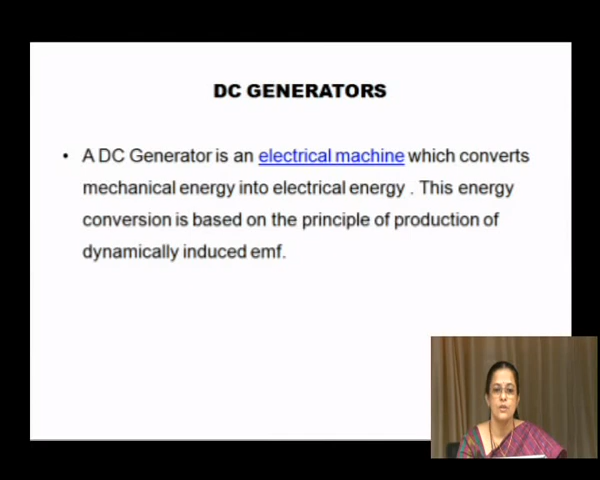 DC GENERATORS
• A DC Generator is an electrical machine which converts
mechanical energy into electrical energy . This energy
conversion is based on the principle of production of
dynamically induced emf.